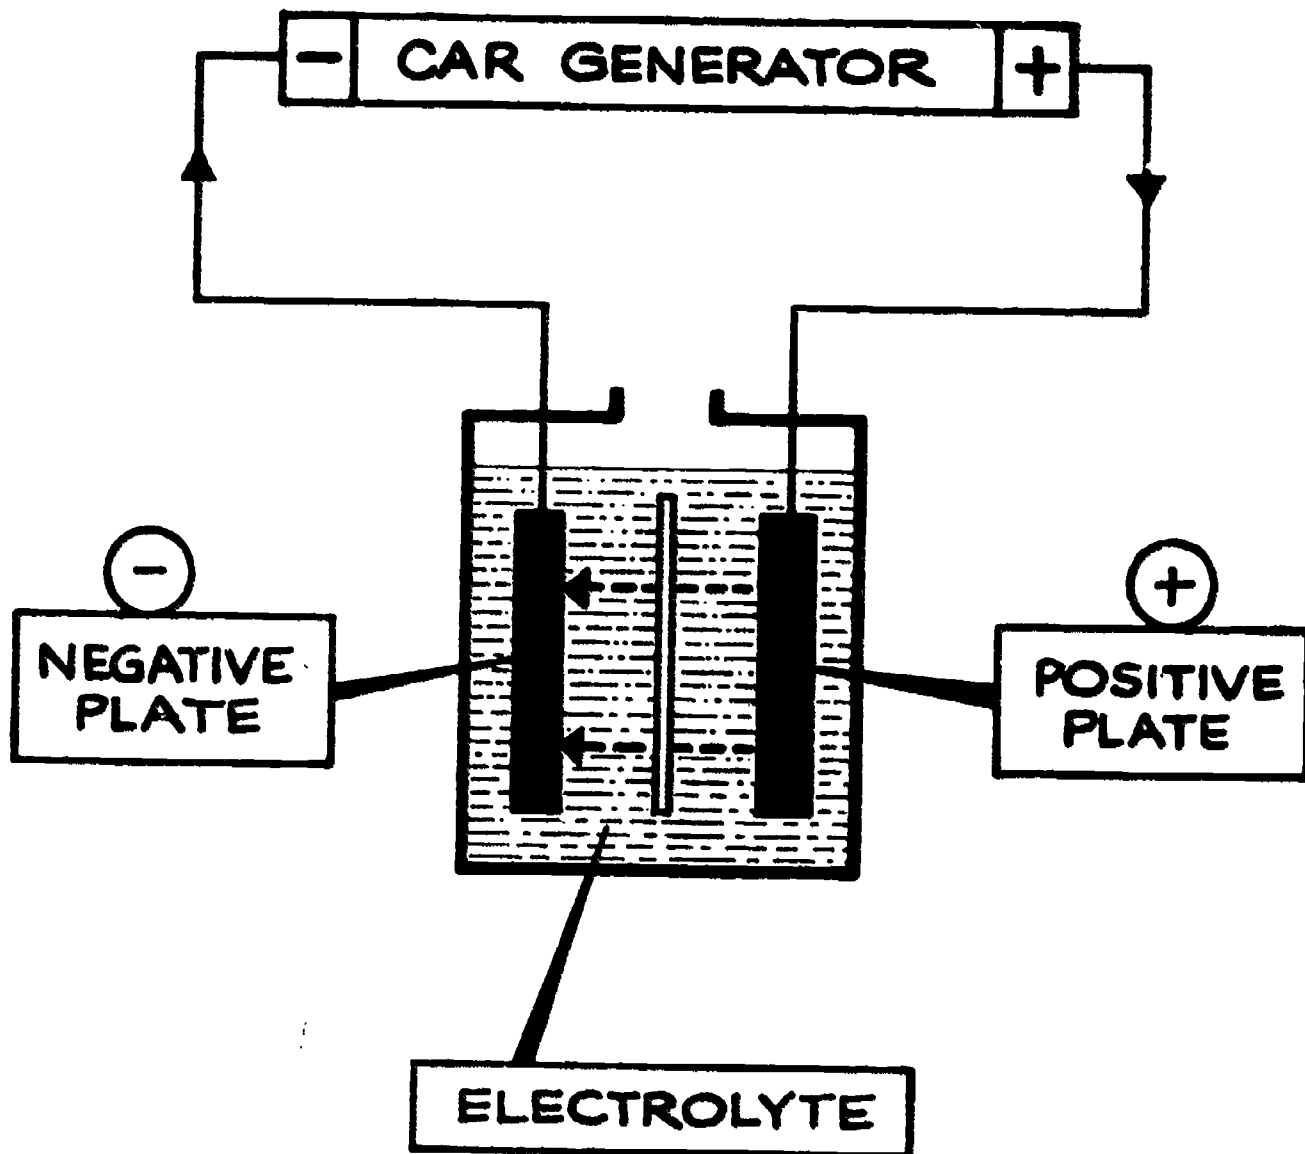 − CAR GENERATOR +
−
NEGATIVE
PLATE
+
POSITIVE
PLATE
ELECTROLYTE